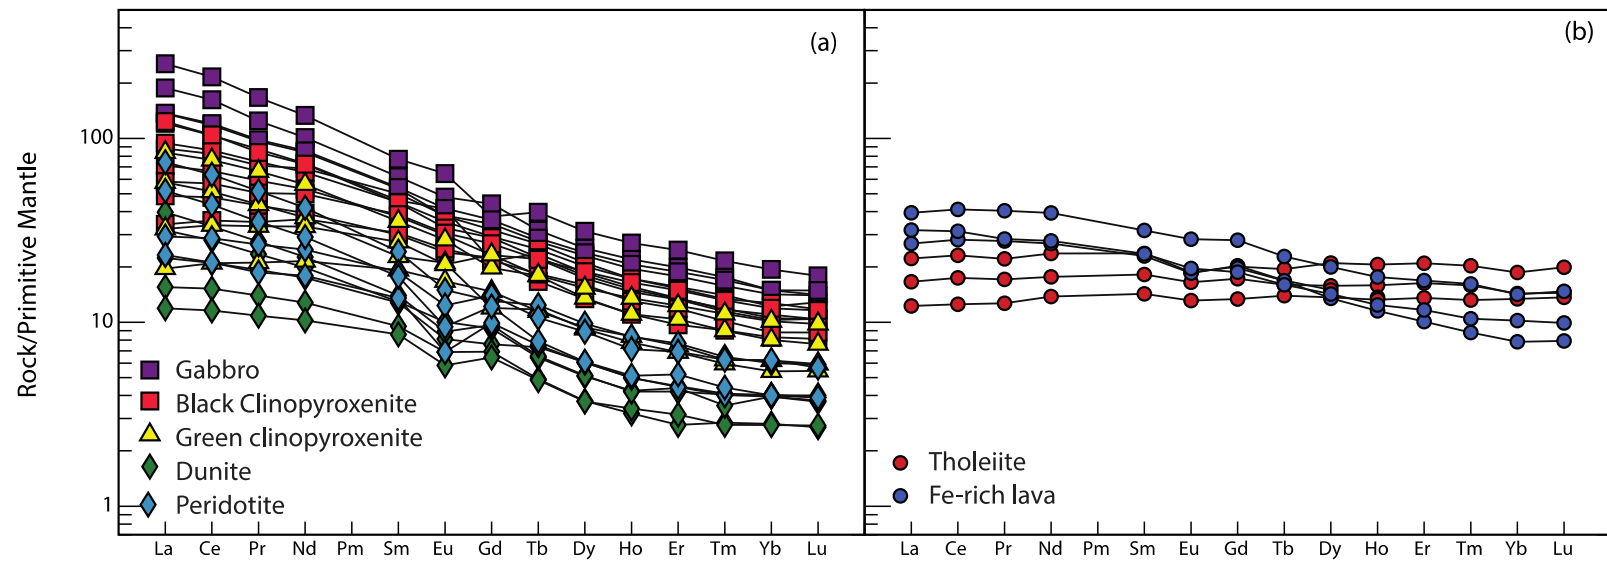 (a)
(b)
Rock/Primitive Mantle
100
10
1
Gabbro
Black Clinopyroxenite
Green clinopyroxenite
Dunite
Peridotite
Tholeiite
Fe-rich lava
La Ce Pr Nd Pm Sm Eu Gd Tb Dy Ho Er Tm Yb Lu
La Ce Pr Nd Pm Sm Eu Gd Tb Dy Ho Er Tm Yb Lu